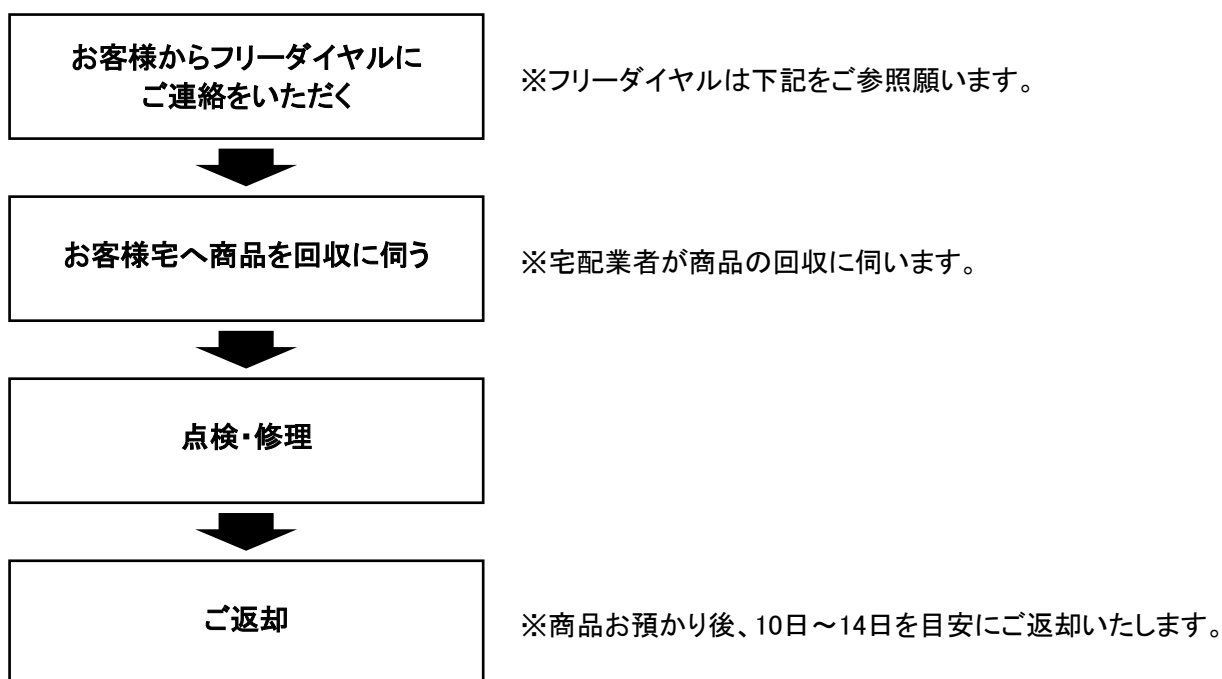 お客様からフリーダイヤルに
ご連絡をいただく
※フリーダイヤルは下記をご参照願います。
お客様宅へ商品を回収に伺う
※宅配業者が商品の回収に伺います。
点検・修理
ご返却
※商品お預かり後、10日～14日を目安にご返却いたします。